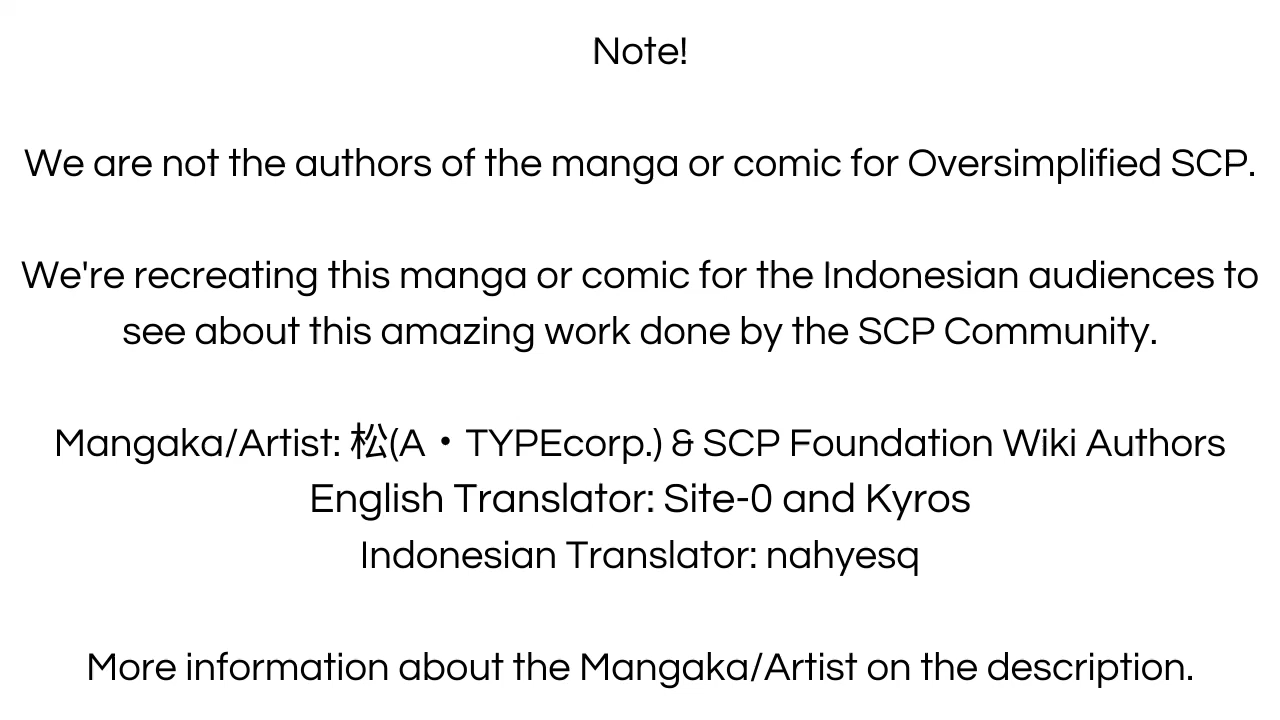 Note!
We are not the authors of the manga or comic for Oversimplified SCP.
We're recreating this manga or comic for the Indonesian audiences to
see about this amazing work done by the SCP Community.
Mangaka/Artist: 松(A・TYPEcorp.) & SCP Foundation Wiki Authors
English Translator: Site-0 and Kyros
Indonesian Translator: nahyesq
More information about the Mangaka/Artist on the description.